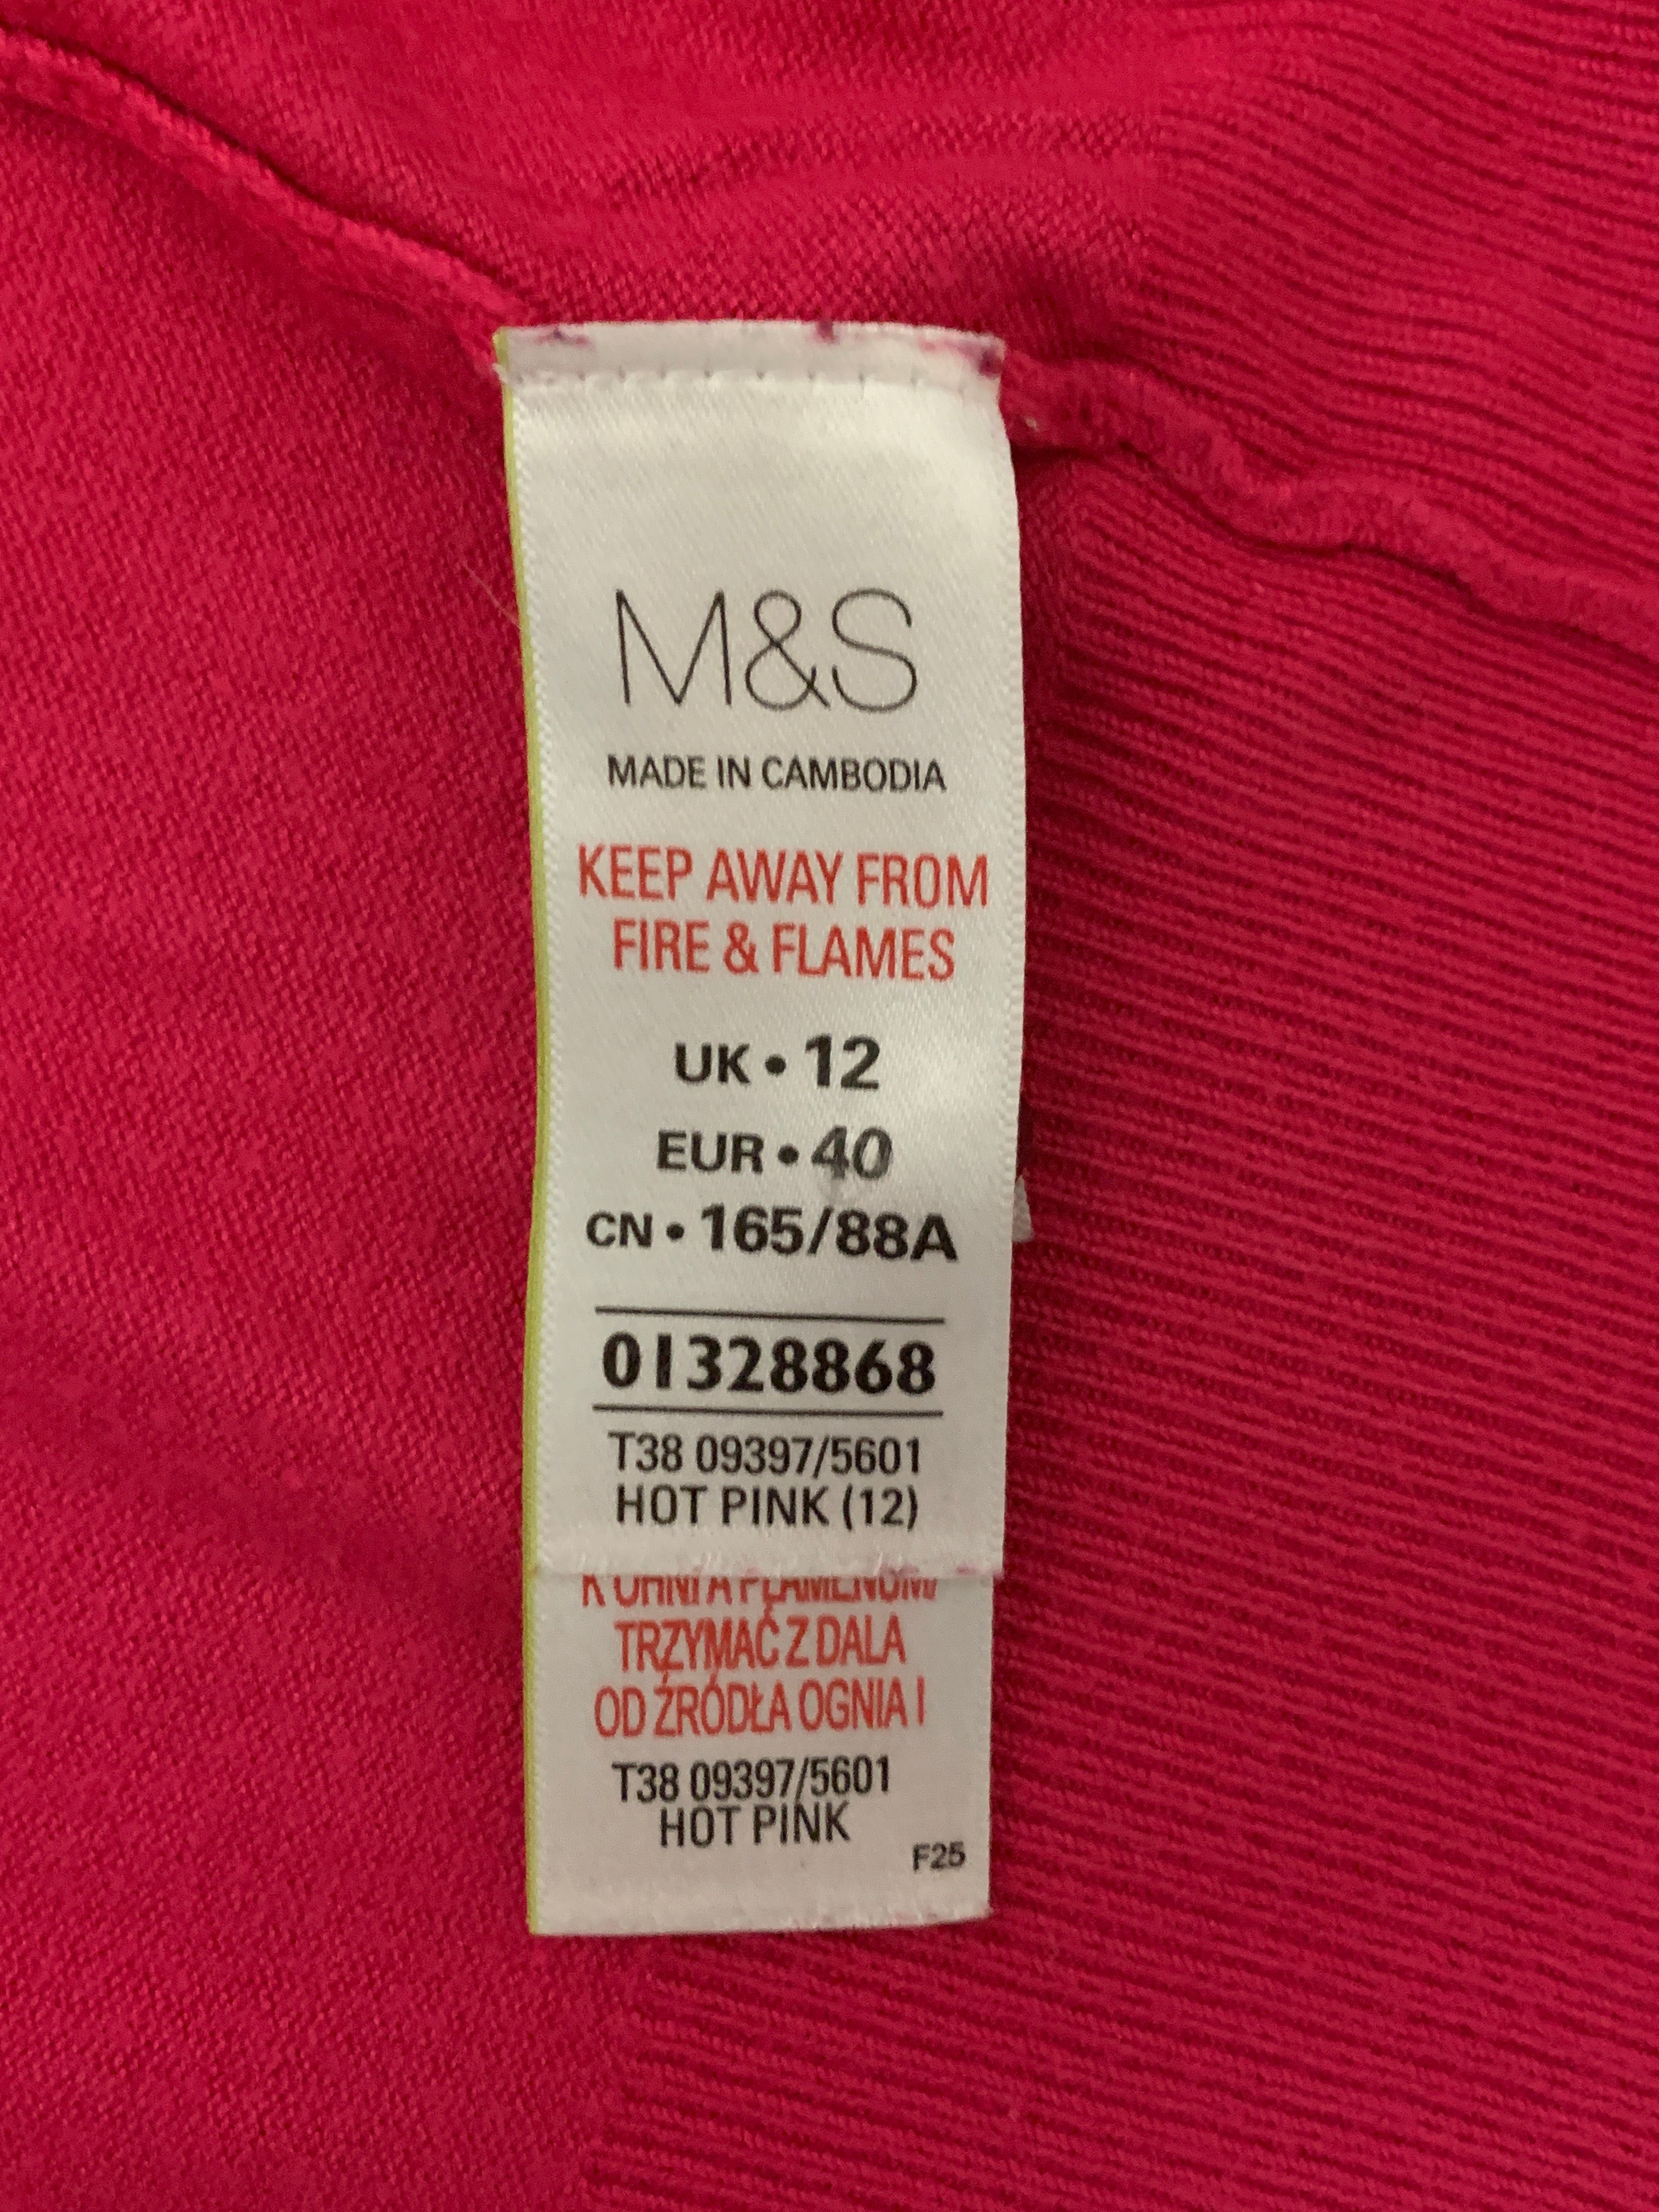 M&S
MADE IN CAMBODIA
KEEP AWAY FROM
FIRE & FLAMES
UK • 12
EUR • 40
CN • 165/88A
01328868
T38 09397/5601
HOT PINK (12)
TRZYMAĆ Z DALA
OD ŹRÓDŁA OGNIA I
T38 09397/5601
HOT PINK
F25